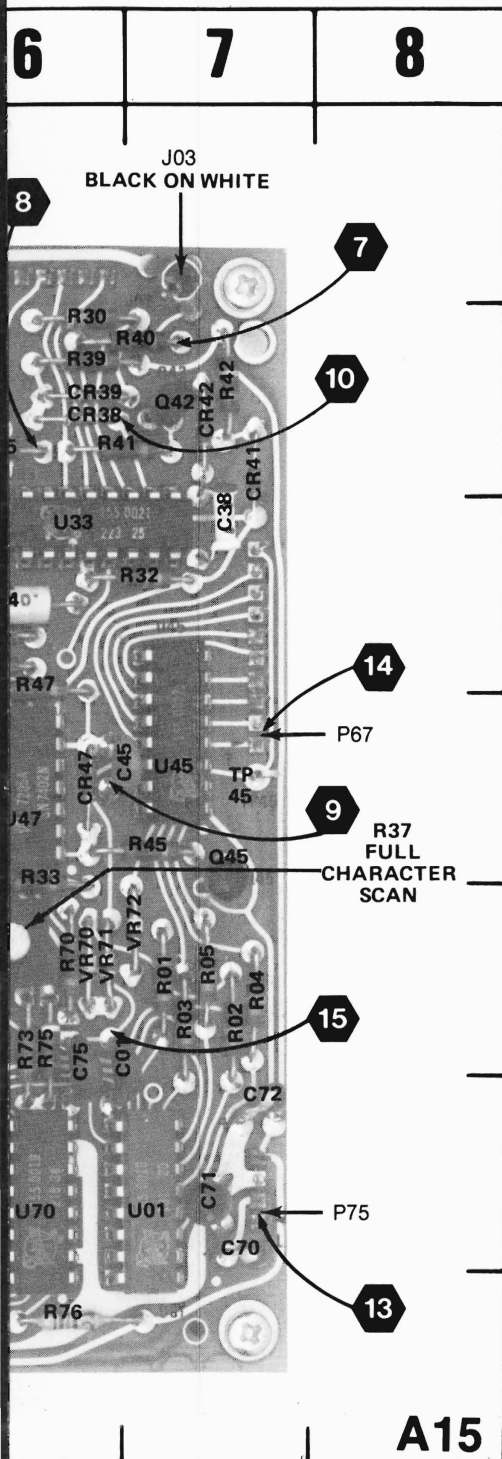 6 7 8
J03
BLACK ON WHITE
8
7
R30
R40
R39
10
CR39
CR38
Q42
CR42
R42
R41
CR41
U33
C38
R32
R47
14
P67
CR47
C45
U45
TP
45
9
R37
FULL
CHARACTER
SCAN
R45
Q45
R33
R70
VR70
VR71
VR72
R01
R03
R05
R02
R04
15
R73
R75
C75
C01
C72
U70
U01
C71
P75
C70
13
R76
A15